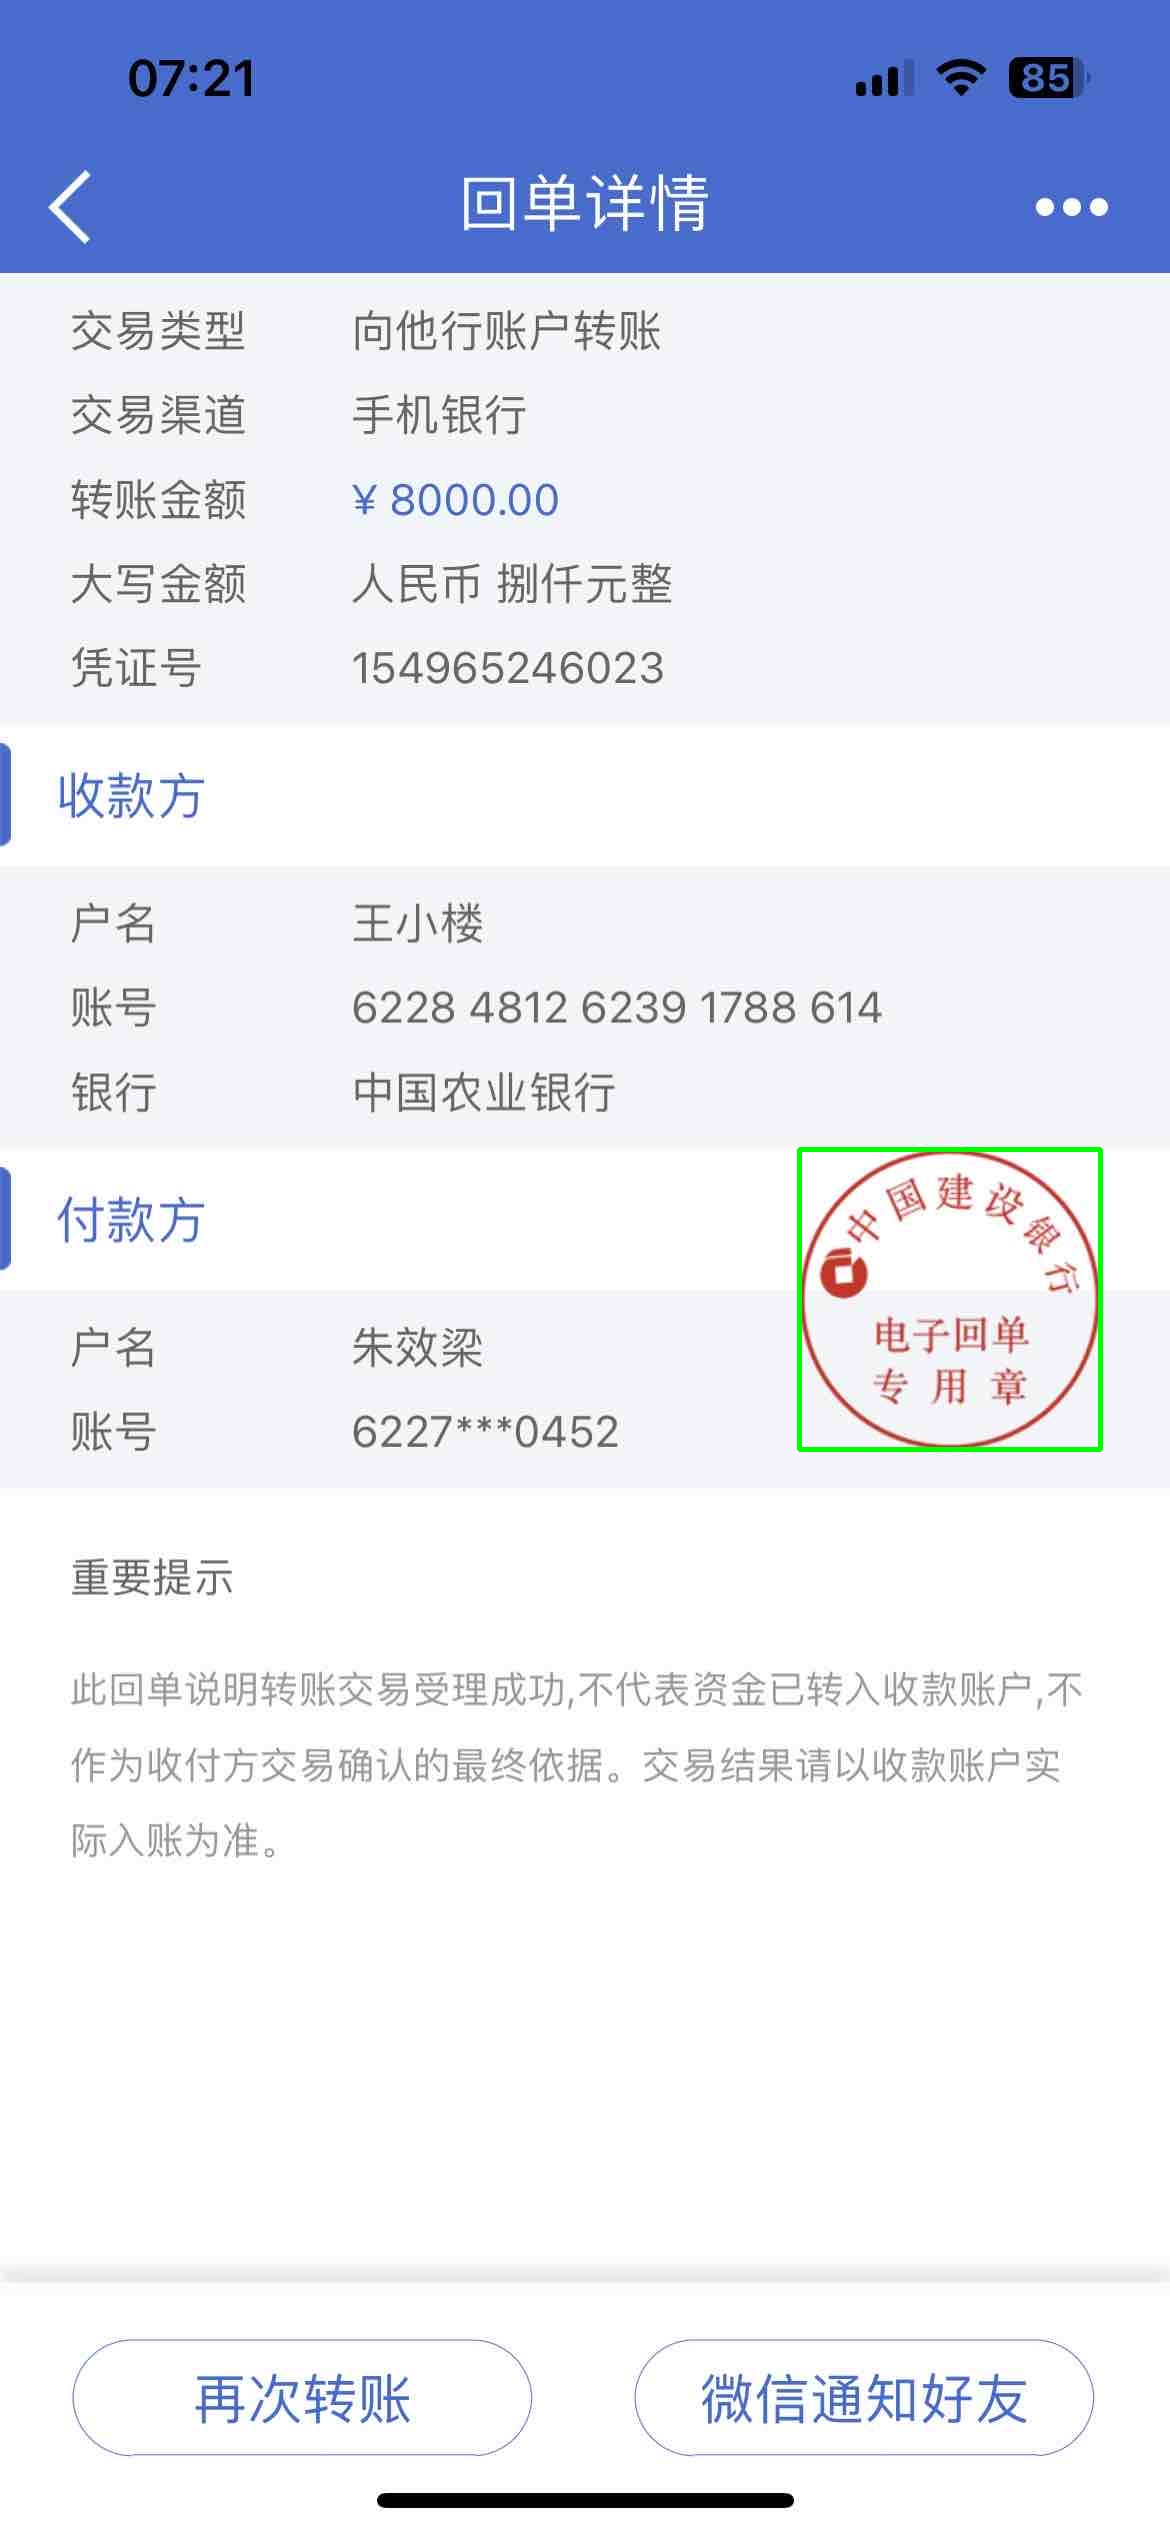 07:21
85
回单详情
交易类型 向他行账户转账
交易渠道 手机银行
转账金额 ¥ 8000.00
大写金额 人民币 捌仟元整
凭证号 154965246023
收款方
户名 王小楼
账号 6228 4812 6239 1788 614
银行 中国农业银行
付款方
中国建设银行
电子回单
专用章
户名 朱效梁
账号 6227***0452
重要提示
此回单说明转账交易受理成功,不代表资金已转入收款账户,不
作为收付方交易确认的最终依据。交易结果请以收款账户实
际入账为准。
再次转账 微信通知好友